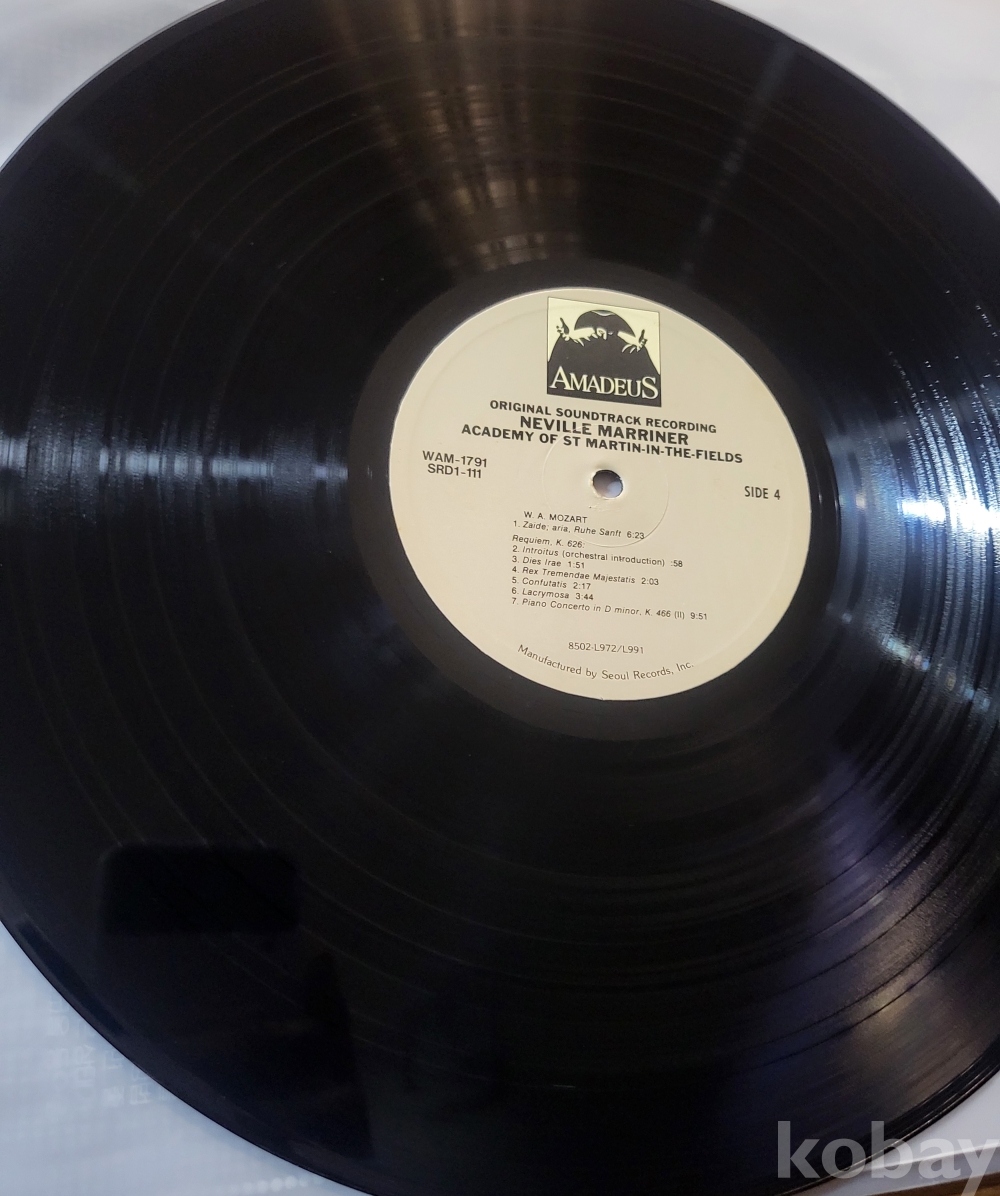 AMADEUS
ORIGINAL SOUNDTRACK RECORDING
NEVILLE MARRINER
ACADEMY OF ST MARTIN-IN-THE-FIELDS
WAM-1791
SRD1-111
SIDE 4
W. A. MOZART
1. Zaide; aria, Ruhe Sanft 6:23
Requiem, K. 626:
2. Introitus (orchestral introduction) :58
3. Dies Irae 1:51
4. Rex Tremendae Majestatis 2:03
5. Confutatis 2:17
6. Lacrymosa 3:44
7. Piano Concerto in D minor, K. 466 (II) 9:51
8502-L972/L991
Manufactured by Seoul Records, Inc.
kobay